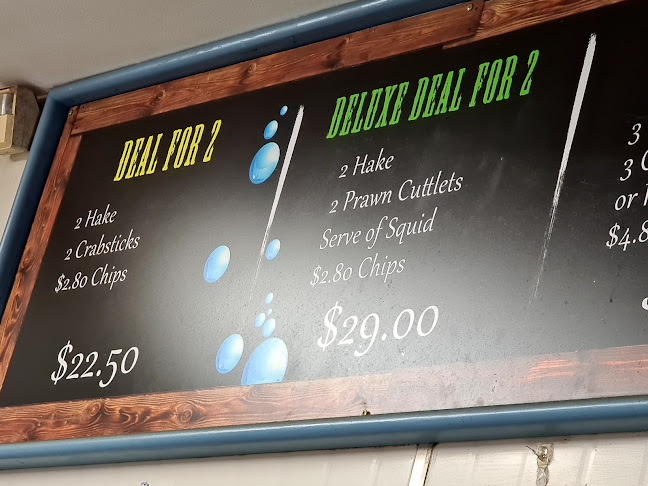 DEAL FOR 2
2 Hake
2 Crabsticks
$2.80 Chips
$22.50
DELUXE DEAL FOR 2
2 Hake
2 Prawn Cuttlets
Serve of Squid
$2.80 Chips
$29.00
3
3
or
$4.8